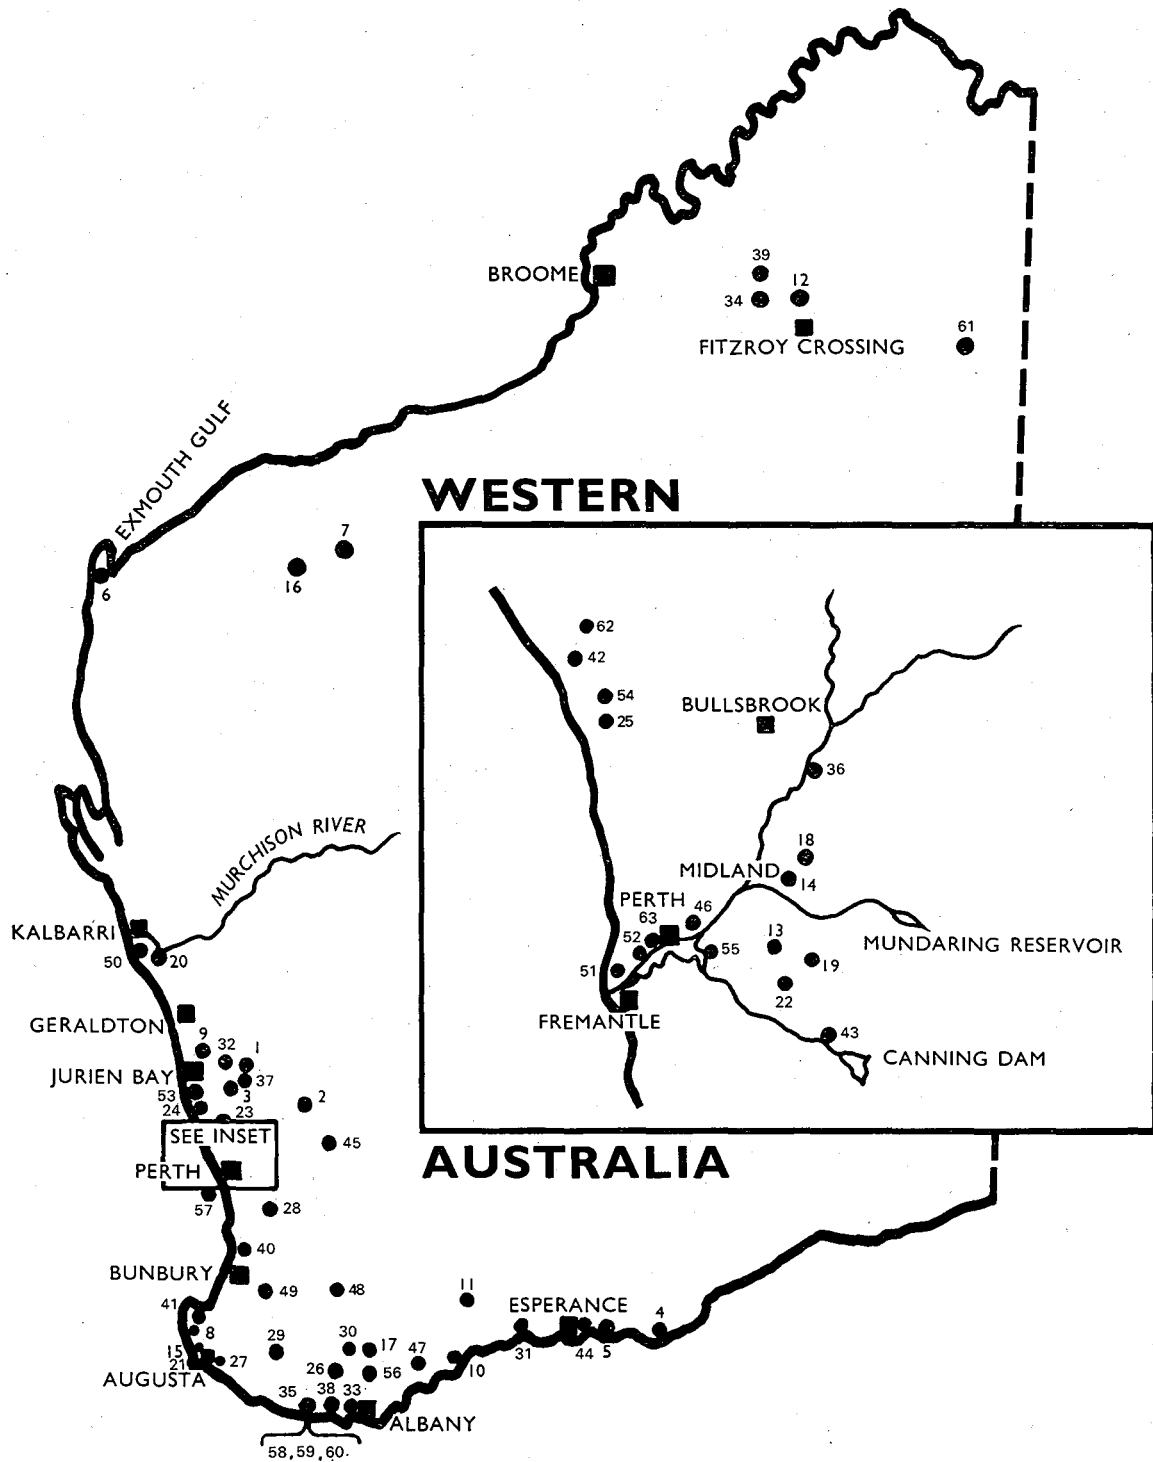 BROOME
39
12
34
61
FITZROY CROSSING
EXMOUTH GULF
WESTERN
7
16
6
62
42
54
BULLSBROOK
25
36
MURCHISON RIVER
18
MIDLAND
14
PERTH
46
63
KALBARRI
52
13
MUNDARING RESERVOIR
55
50
20
51
19
22
GERALDTON
FREMANTLE
9
32
1
43
CANNING DAM
JURIEN BAY
37
53
3
2
24
23
SEE INSET
45
AUSTRALIA
PERTH
57
28
40
BUNBURY
49
48
11
41
ESPERANCE
4
8
29
30
17
31
44
5
15
21
27
47
26
56
10
AUGUSTA
35
38
33
ALBANY
58,59,60.